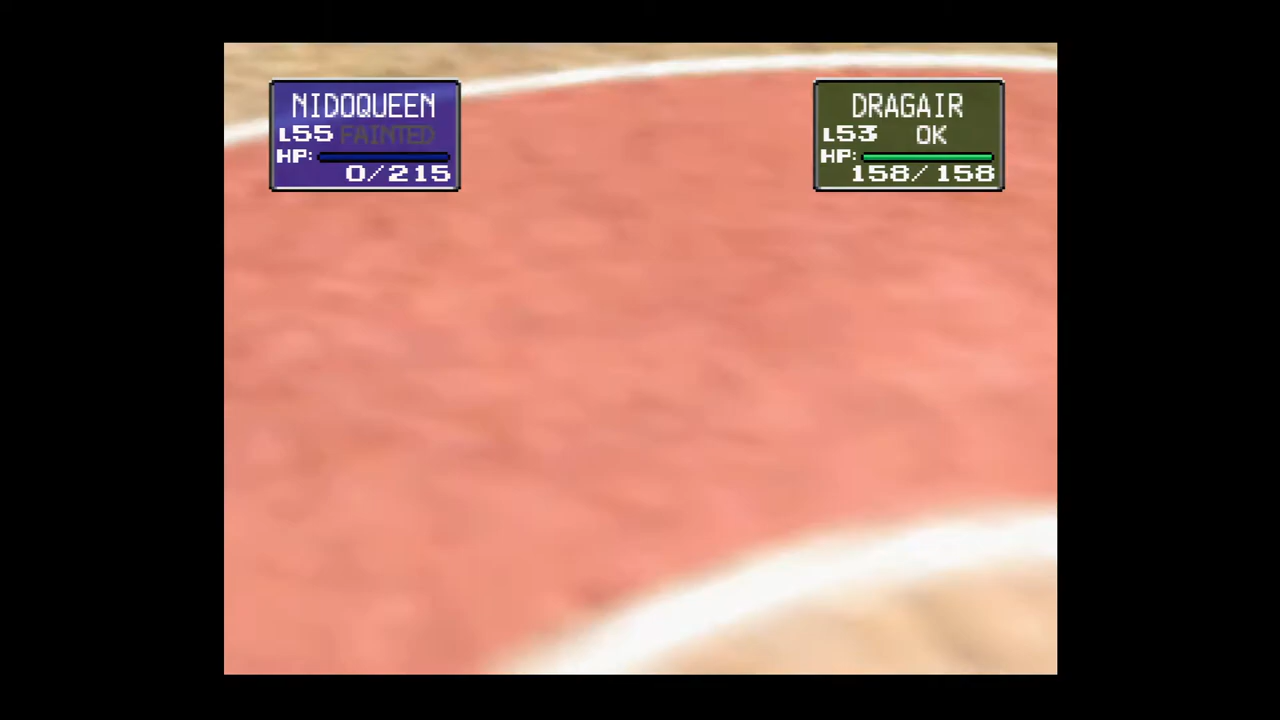 NIDOQUEEN
L55 FAINTED
HP:
0/215
DRAGAIR
L53 OK
HP:
158/158